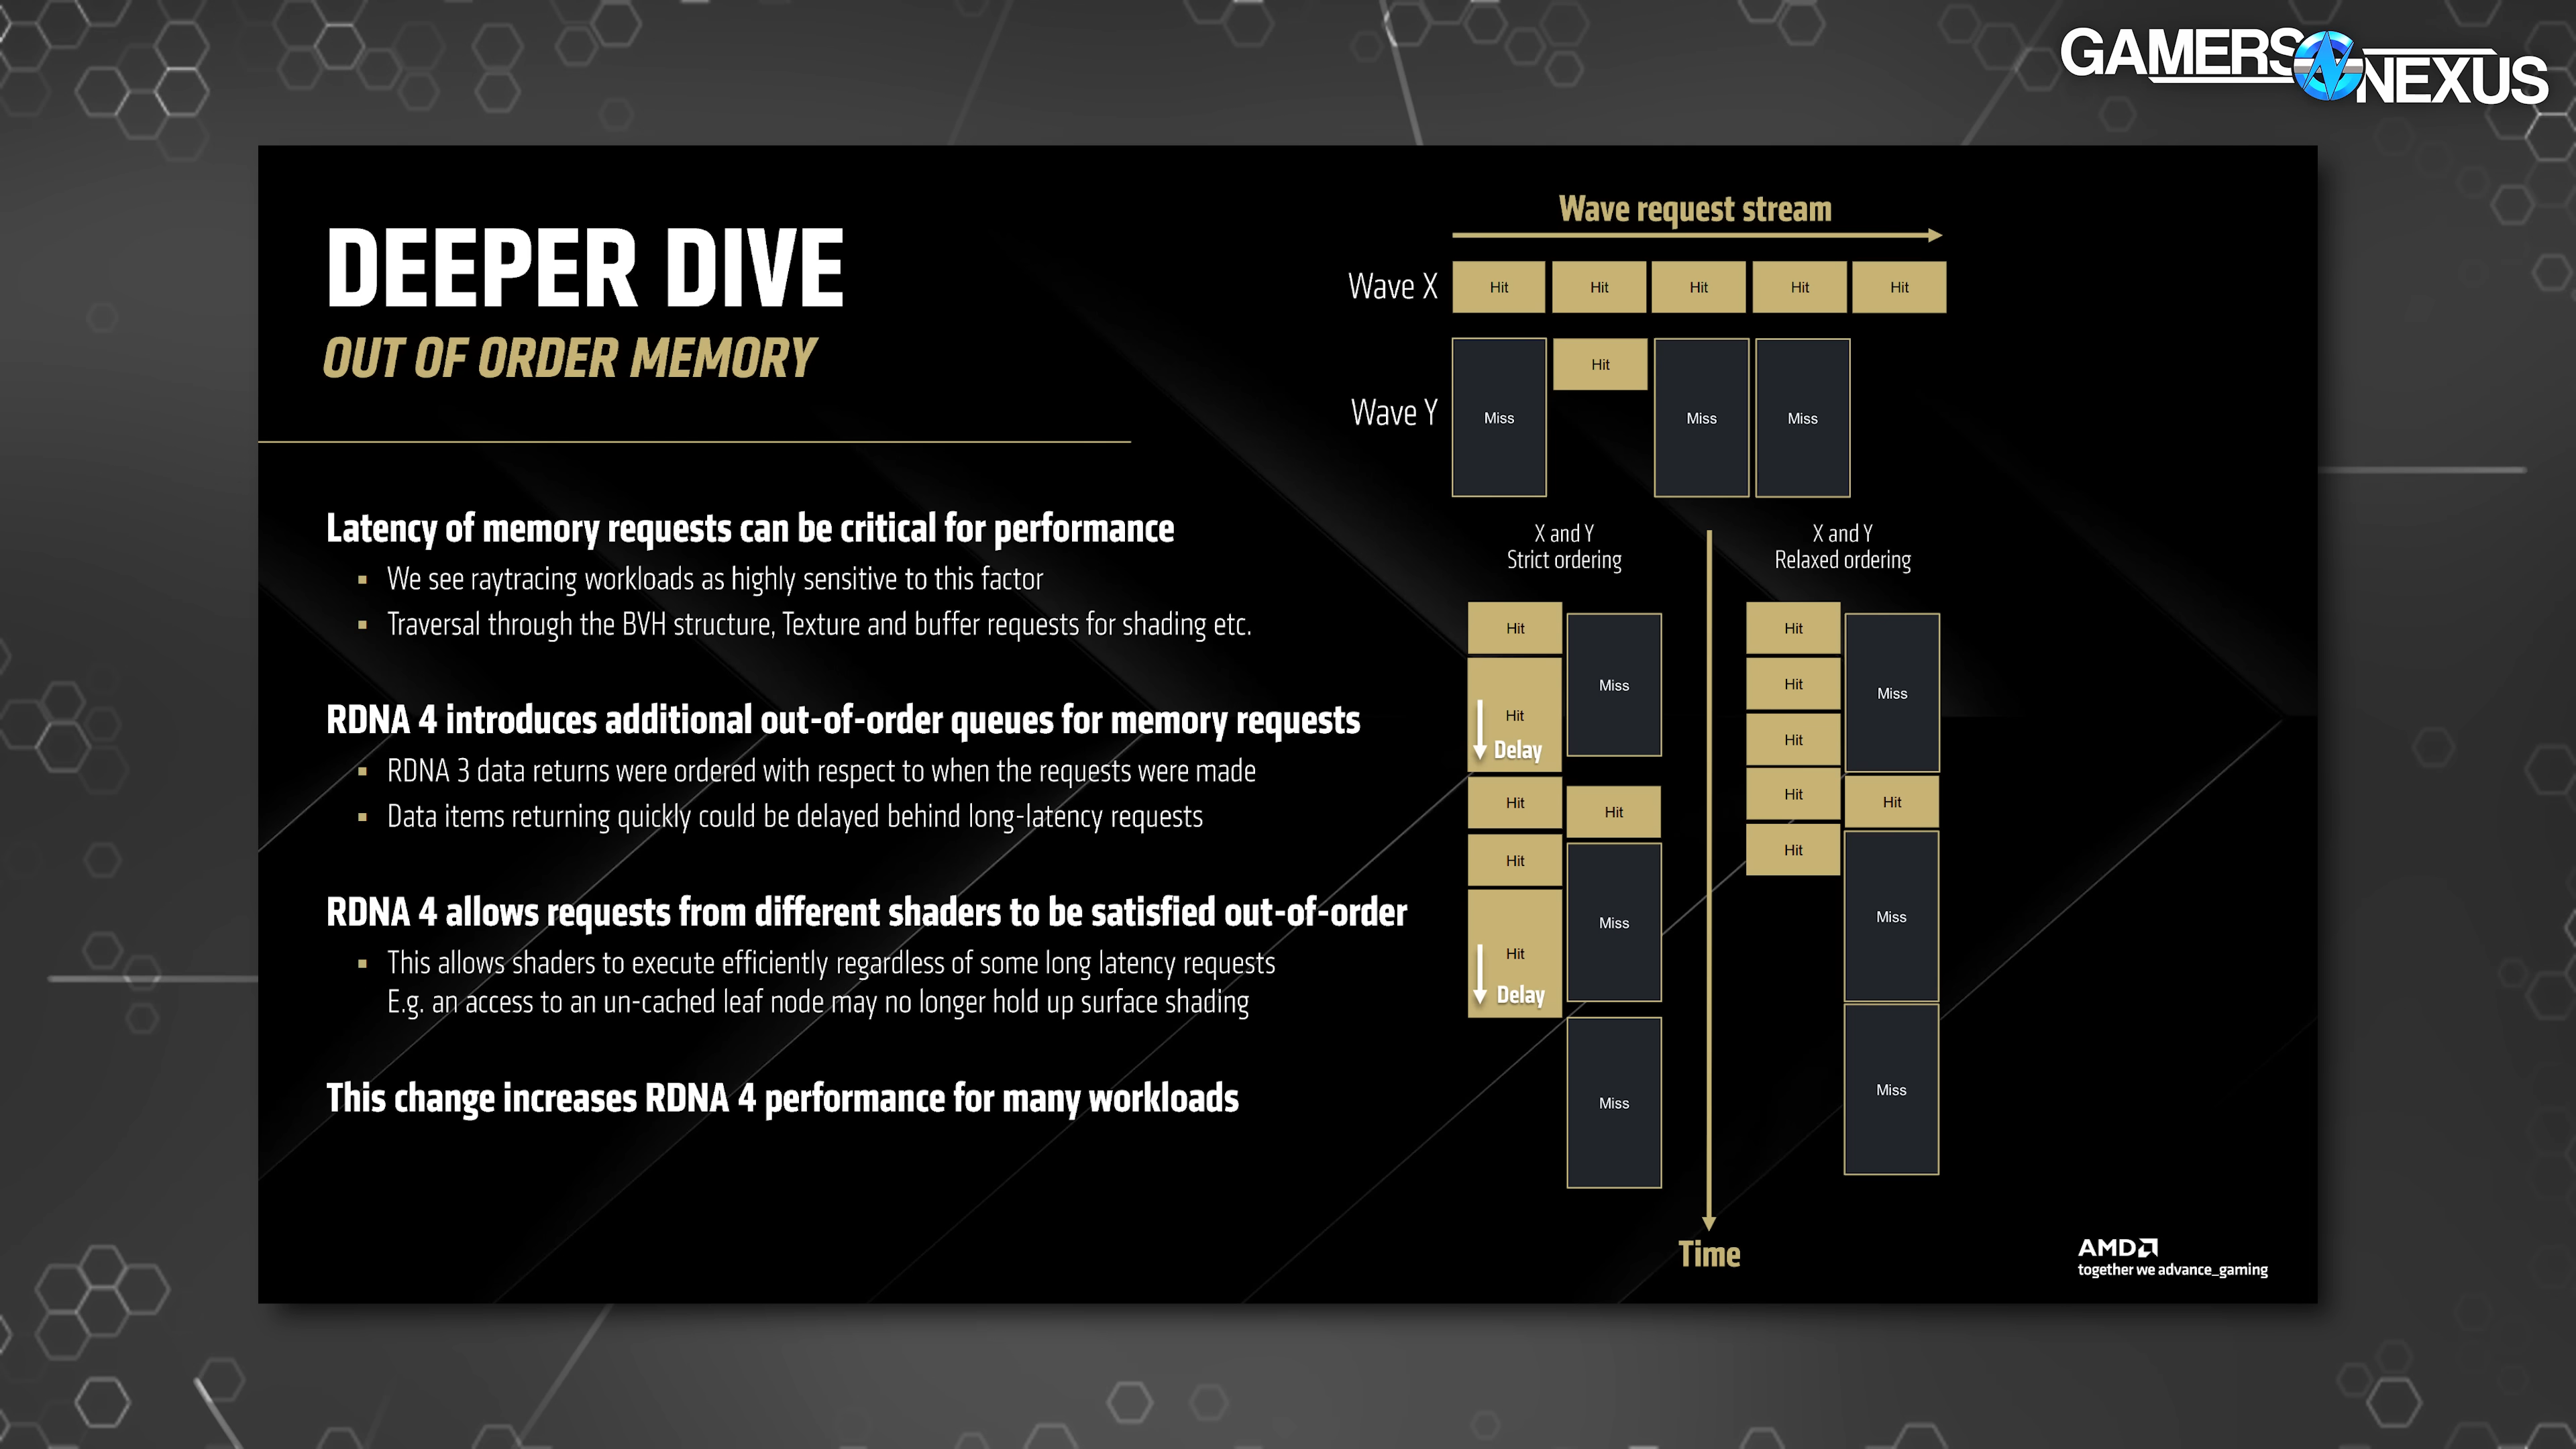 GAMERS NEXUS
DEEPER DIVE
OUT OF ORDER MEMORY
Latency of memory requests can be critical for performance
▪ We see raytracing workloads as highly sensitive to this factor
▪ Traversal through the BVH structure, Texture and buffer requests for shading etc.
RDNA 4 introduces additional out-of-order queues for memory requests
▪ RDNA 3 data returns were ordered with respect to when the requests were made
▪ Data items returning quickly could be delayed behind long-latency requests
RDNA 4 allows requests from different shaders to be satisfied out-of-order
▪ This allows shaders to execute efficiently regardless of some long latency requests
E.g. an access to an un-cached leaf node may no longer hold up surface shading
This change increases RDNA 4 performance for many workloads
Wave request stream
Wave X Hit Hit Hit Hit Hit
Wave Y Miss Hit Miss Miss
X and Y
Strict ordering
Hit
Hit
Delay
Hit
Hit
Hit
Delay
Miss
Hit
Miss
Miss
X and Y
Relaxed ordering
Hit
Hit
Hit
Hit
Hit
Miss
Hit
Miss
Miss
Time
AMD
together we advance_gaming